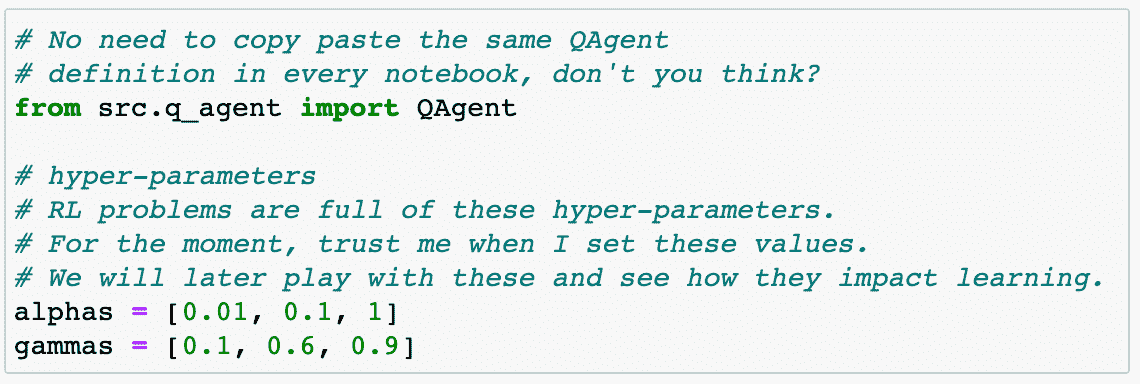 # No need to copy paste the same QAgent
# definition in every notebook, don't you think?
from src.q_agent import QAgent
# hyper-parameters
# RL problems are full of these hyper-parameters.
# For the moment, trust me when I set these values.
# We will later play with these and see how they impact learning.
alphas = [0.01, 0.1, 1]
gammas = [0.1, 0.6, 0.9]